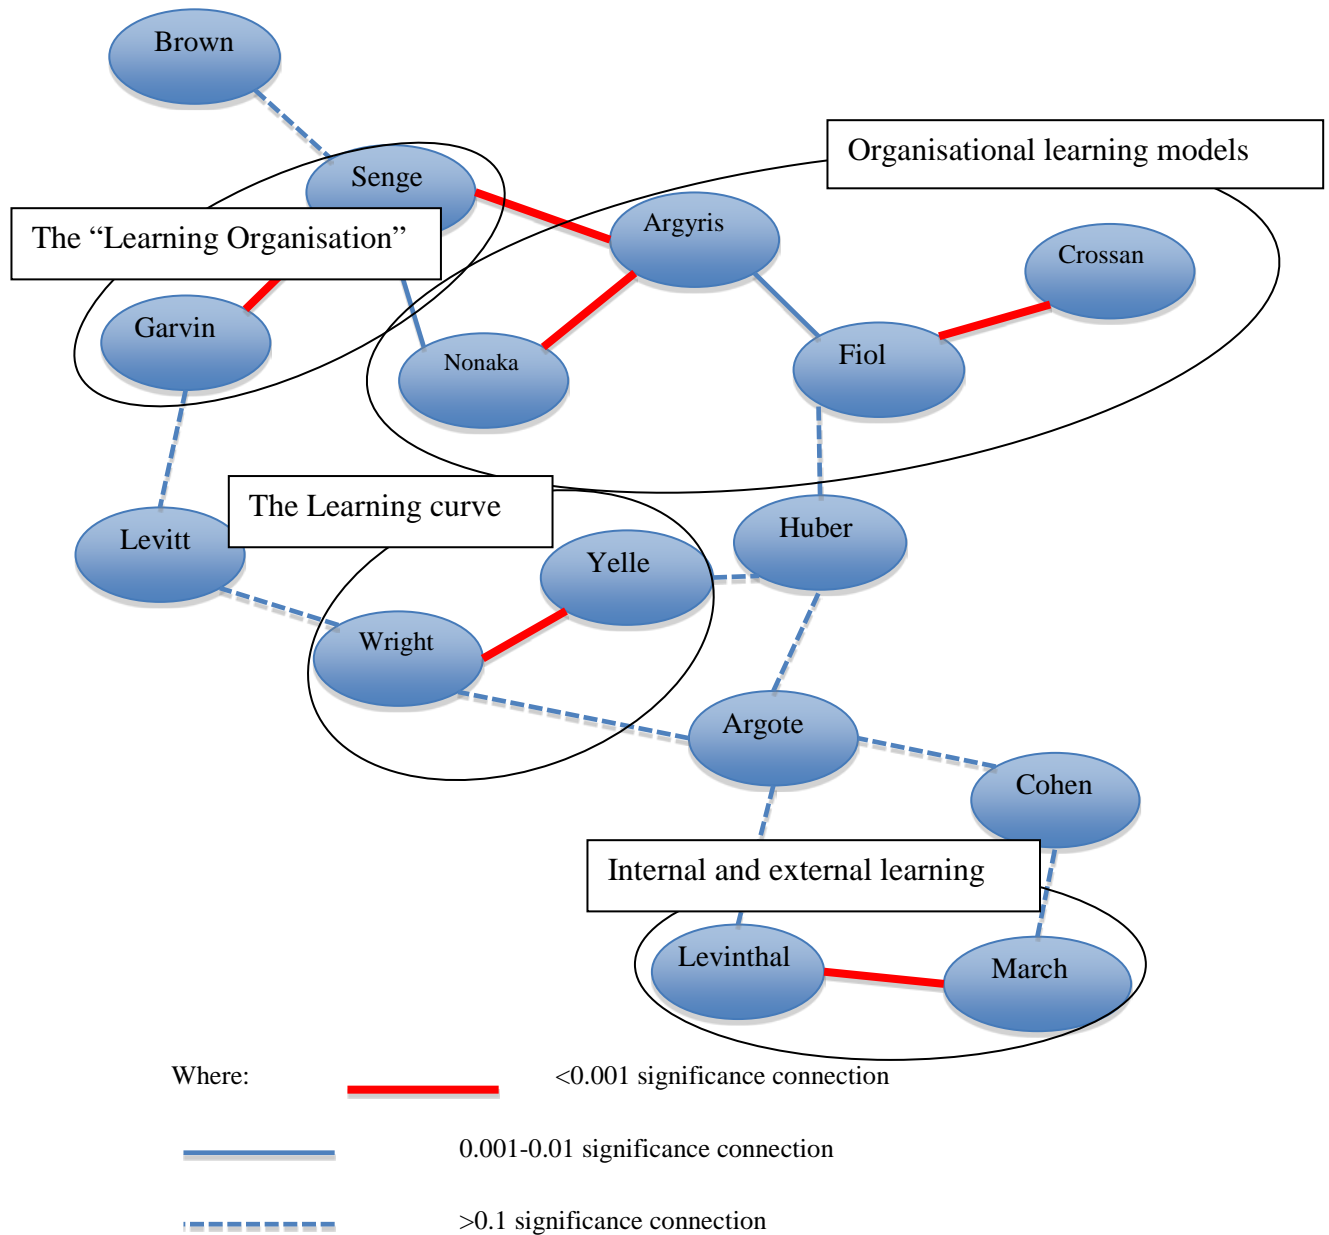 Brown
Organisational learning models
Senge
Argyris
The “Learning Organisation”
Crossan
Garvin
Nonaka
Fiol
The Learning curve
Levitt
Huber
Yelle
Wright
Argote
Cohen
Internal and external learning
Levinthal
March
Where:
<0.001 significance connection
0.001-0.01 significance connection
>0.1 significance connection